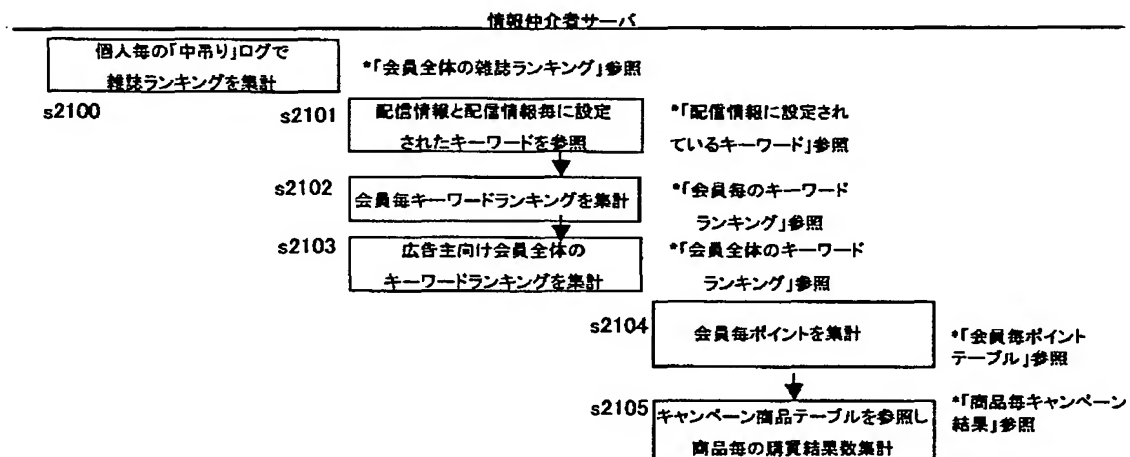 情報仲介者サーバ
個人毎の「中吊り」ログで
雑誌ランキングを集計
*「会員全体の雑誌ランキング」参照
s2100
s2101
配信情報と配信情報毎に設定
されたキーワードを参照
*「配信情報に設定され
ているキーワード」参照
s2102
会員毎キーワードランキングを集計
*「会員毎のキーワード
ランキング」参照
s2103
広告主向け会員全体の
キーワードランキングを集計
*「会員全体のキーワード
ランキング」参照
s2104
会員毎ポイントを集計
*「会員毎ポイント
テーブル」参照
s2105
キャンペーン商品テーブルを参照し
商品毎の購買結果数集計
*「商品毎キャンペーン
結果」参照